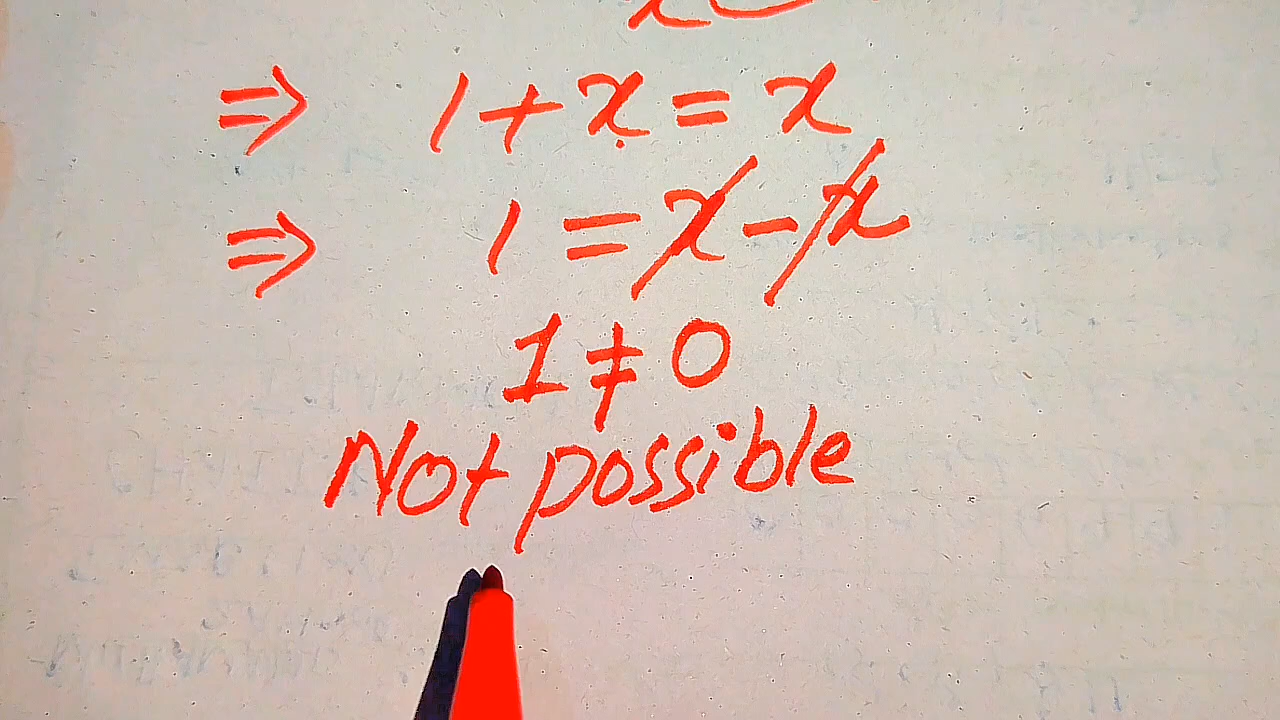 x
⇒ 1 + x = x
⇒ 1 = x - x
1 ≠ 0
Not possible